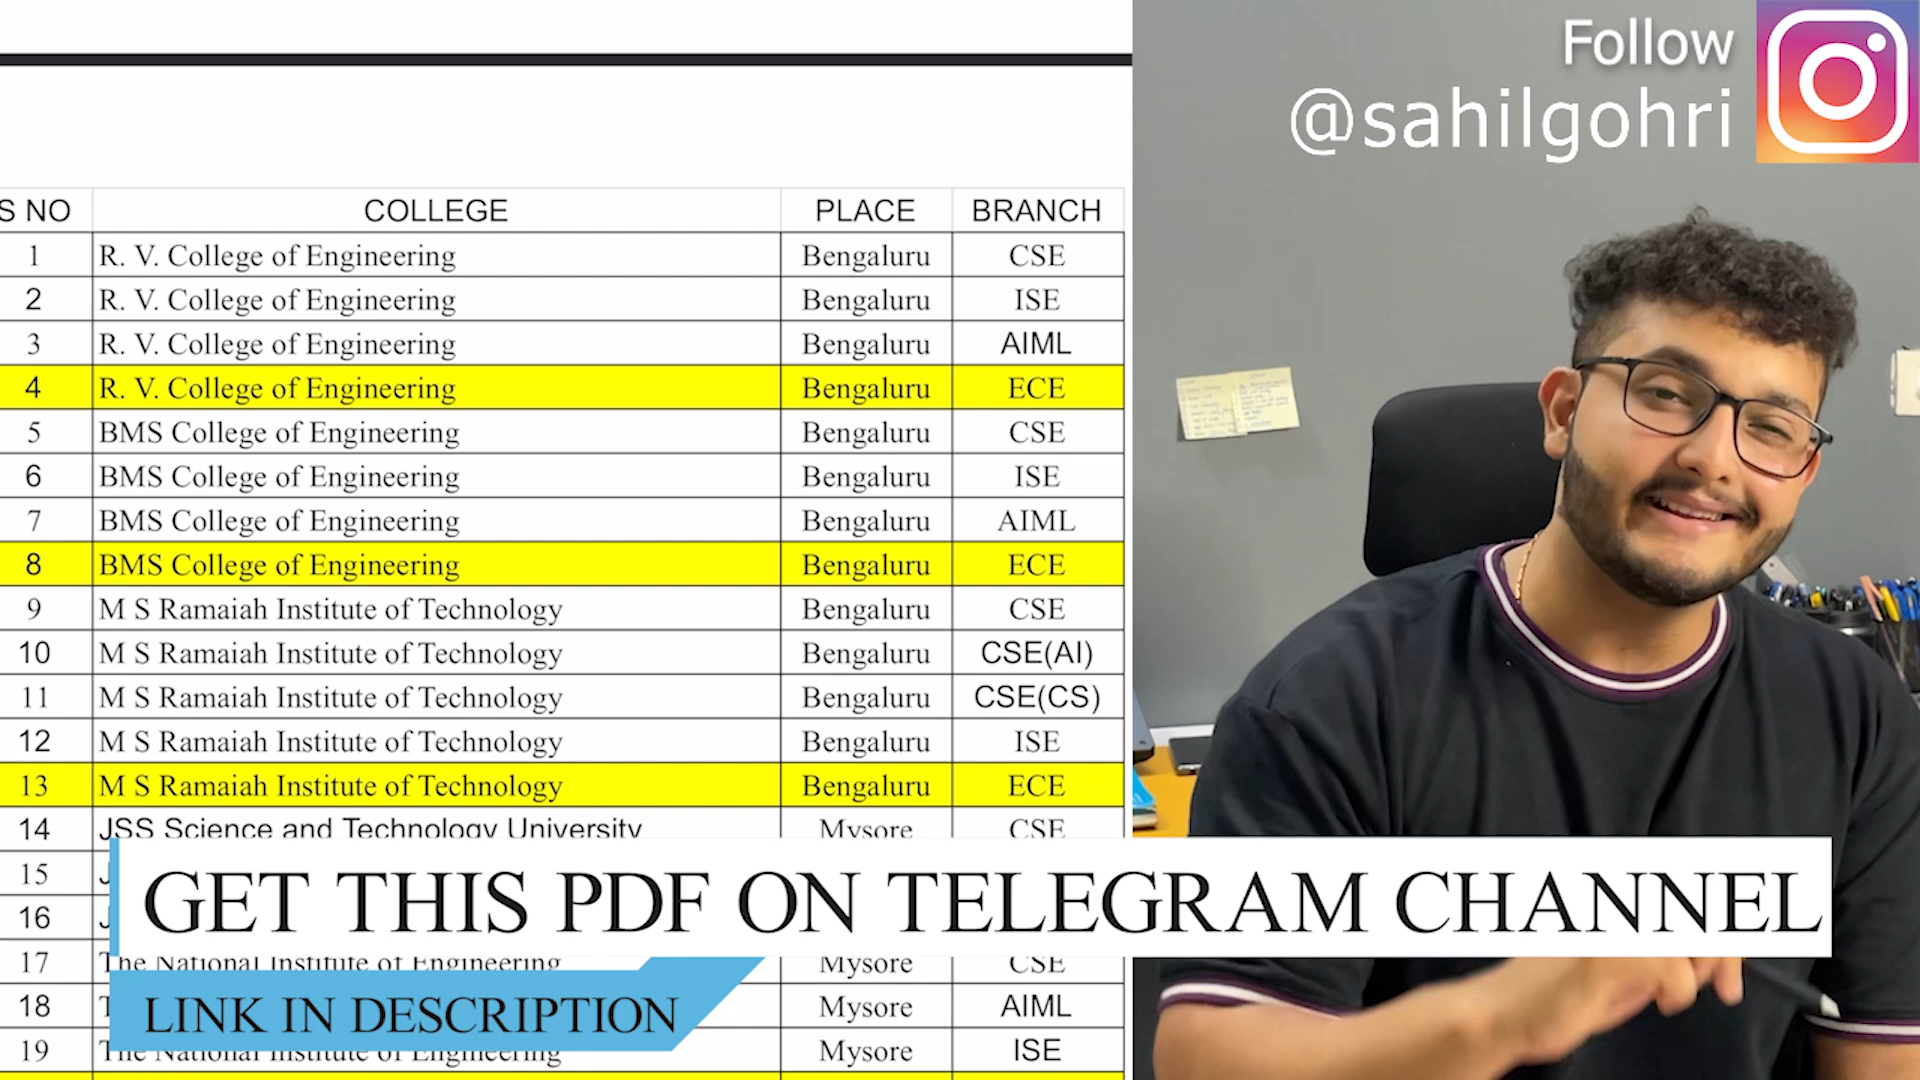 Follow
@sahilgohri
S NO COLLEGE PLACE BRANCH
1 R. V. College of Engineering Bengaluru CSE
2 R. V. College of Engineering Bengaluru ISE
3 R. V. College of Engineering Bengaluru AIML
4 R. V. College of Engineering Bengaluru ECE
5 BMS College of Engineering Bengaluru CSE
6 BMS College of Engineering Bengaluru ISE
7 BMS College of Engineering Bengaluru AIML
8 BMS College of Engineering Bengaluru ECE
9 M S Ramaiah Institute of Technology Bengaluru CSE
10 M S Ramaiah Institute of Technology Bengaluru CSE(AI)
11 M S Ramaiah Institute of Technology Bengaluru CSE(CS)
12 M S Ramaiah Institute of Technology Bengaluru ISE
13 M S Ramaiah Institute of Technology Bengaluru ECE
14 JSS Science and Technology University Mysore CSE
15
16
17 The National Institute of Engineering Mysore CSE
18 Mysore AIML
19 The National Institute of Engineering Mysore ISE
GET THIS PDF ON TELEGRAM CHANNEL
LINK IN DESCRIPTION